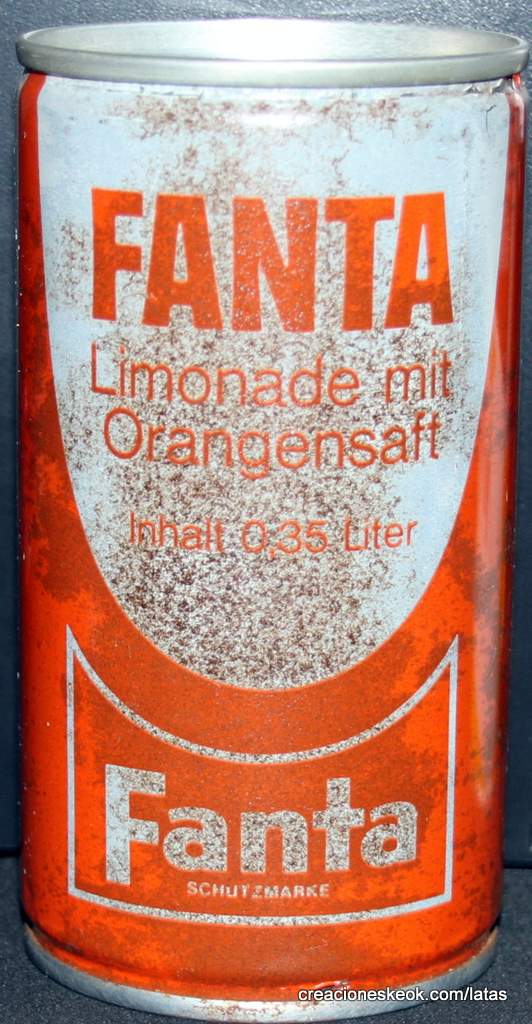 FANTA
Limonade mit
Orangensaft
Inhalt 0,35 Liter
Fanta
SCHUTZMARKE
creacioneskeok.com/latas